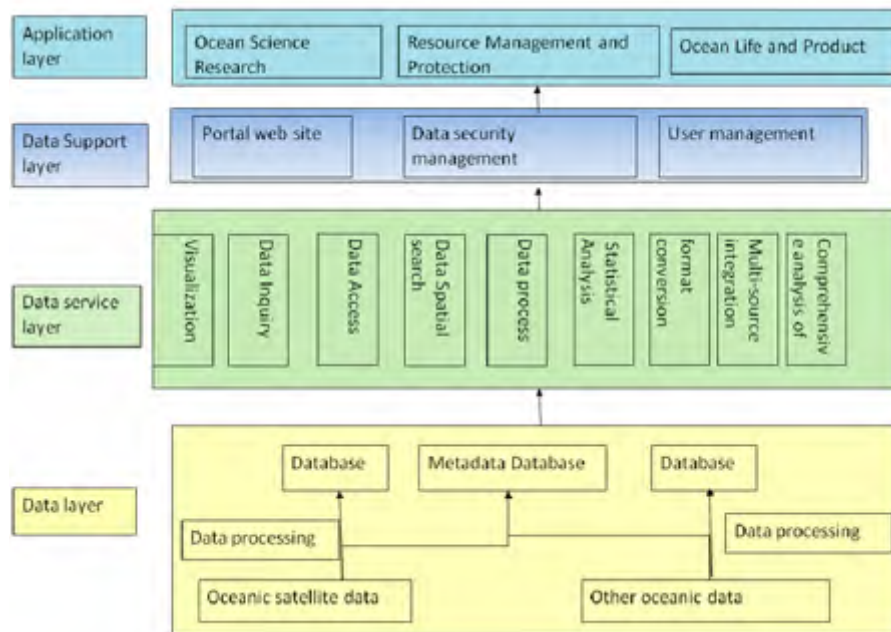 Application
layer
Ocean Science
Research
Resource Management and
Protection
Ocean Life and Product
Data Support
layer
Portal web site
Data security
management
User management
Data service
layer
Visualization
Data Inquiry
Data Access
Data Spatial
search
Data process
Statistical
Analysis
format
conversion
Multi-source
integration
Comprehensiv
e analysis of
Data layer
Database
Metadata Database
Database
Data processing
Data processing
Oceanic satellite data
Other oceanic data